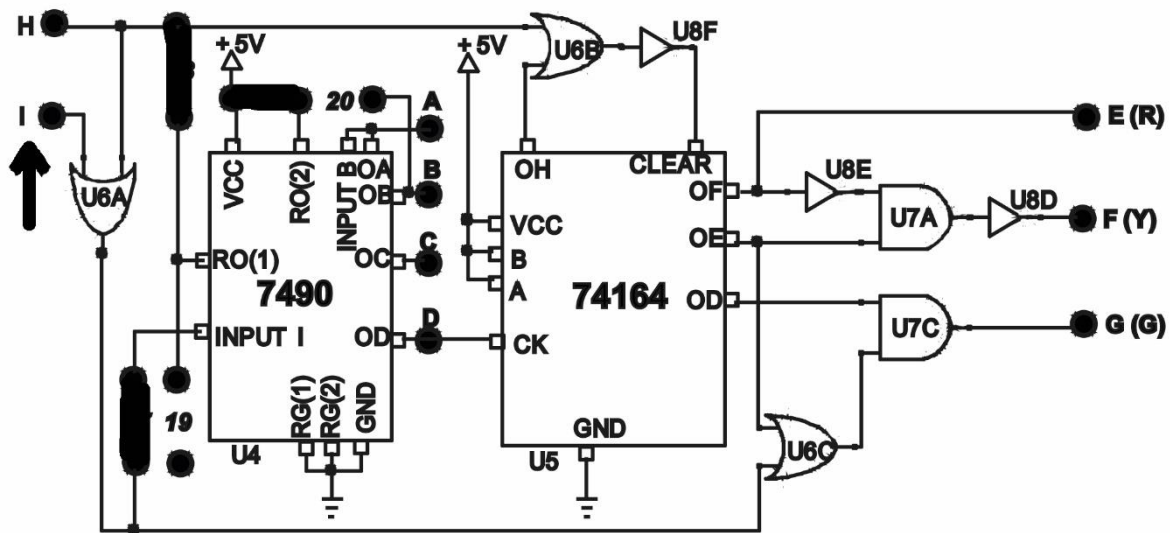 H
+ 5V
+ 5V
U6B
U8F
I
20
A
E (R)
U6A
VCC
RO(2)
INPUT B
OA
OB
B
OH
CLEAR
OF
U8E
U7A
U8D
F (Y)
RO(1)
7490
OC
C
VCC
B
A
74164
OE
OD
INPUT I
OD
D
CK
U7C
G (G)
19
RG(1)
RG(2)
GND
U4
GND
U5
U6C